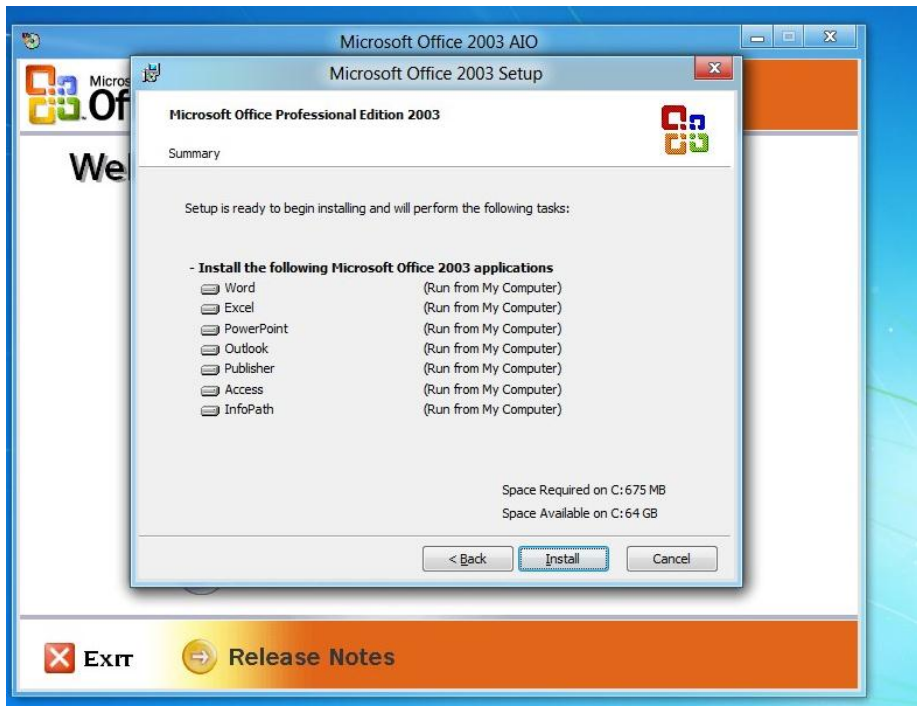 Microsoft Office 2003 AIO
Micros
Of
Wel
Microsoft Office 2003 Setup
Microsoft Office Professional Edition 2003
Summary
Setup is ready to begin installing and will perform the following tasks:
- Install the following Microsoft Office 2003 applications
Word (Run from My Computer)
Excel (Run from My Computer)
PowerPoint (Run from My Computer)
Outlook (Run from My Computer)
Publisher (Run from My Computer)
Access (Run from My Computer)
InfoPath (Run from My Computer)
Space Required on C: 675 MB
Space Available on C: 64 GB
< Back Install Cancel
Exit Release Notes